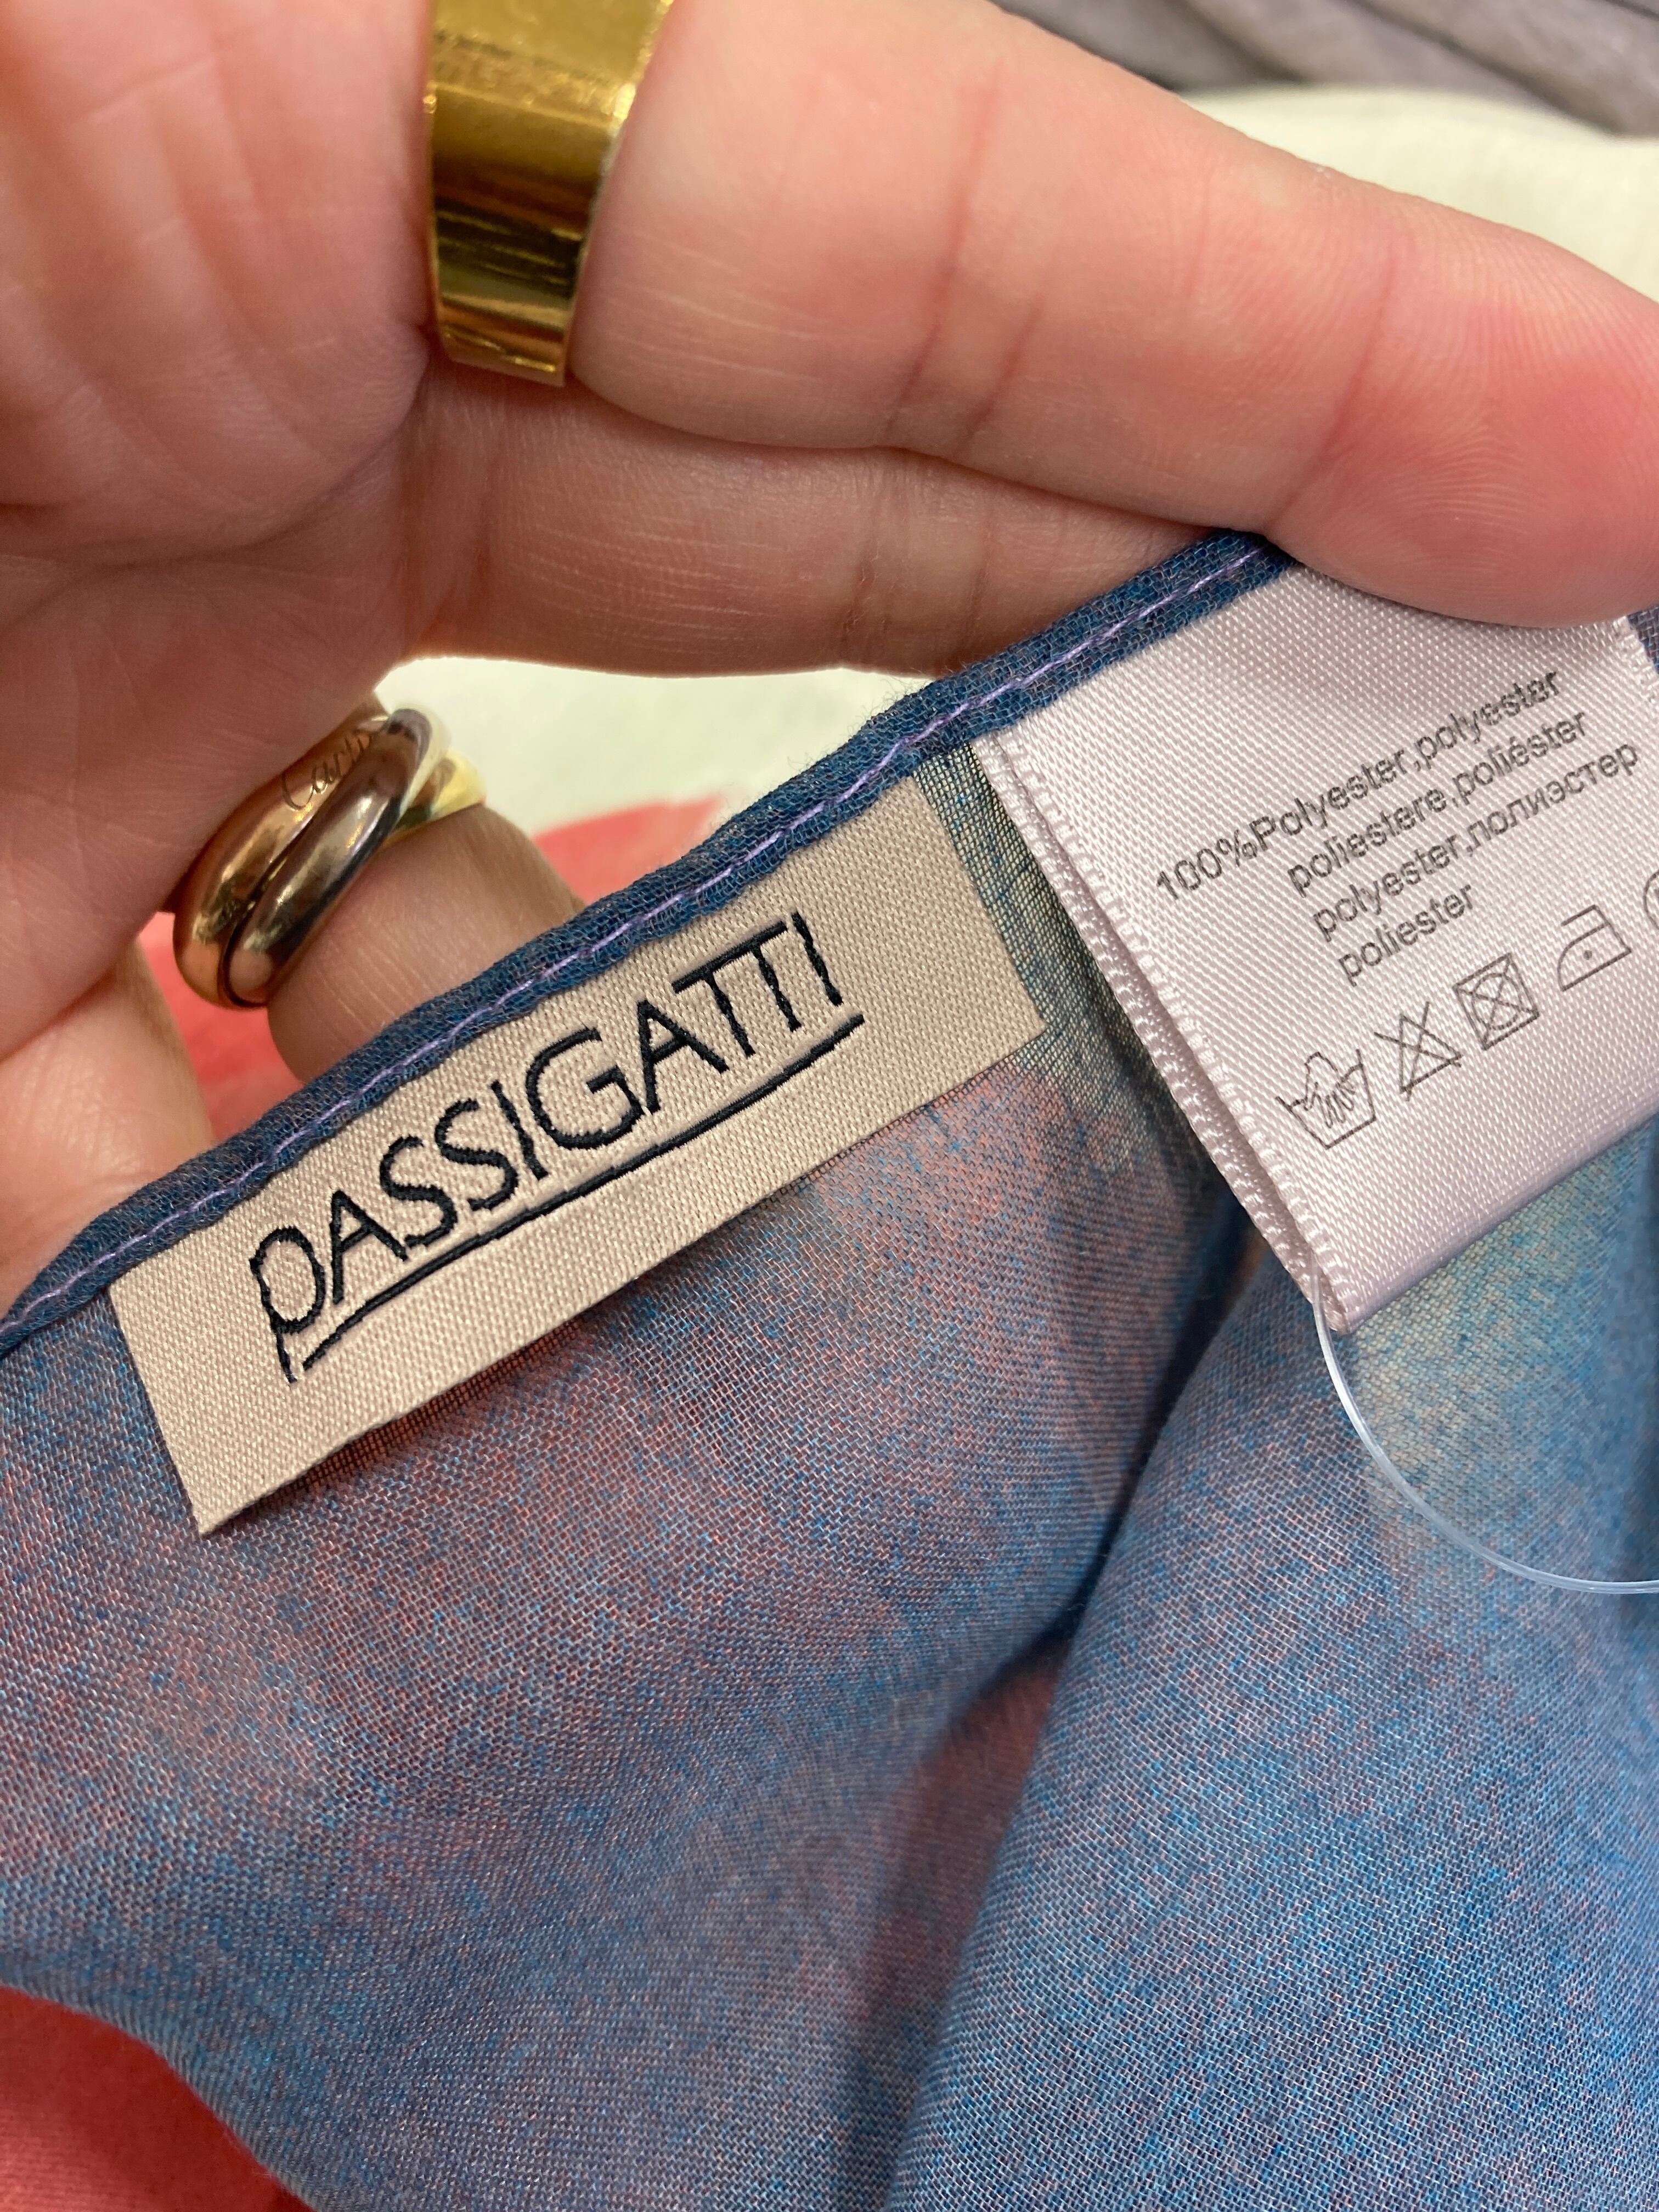 PASSIGATTI
100%Polyester,polyester
poliestere,poliéster
polyester,полиэстер
poliester